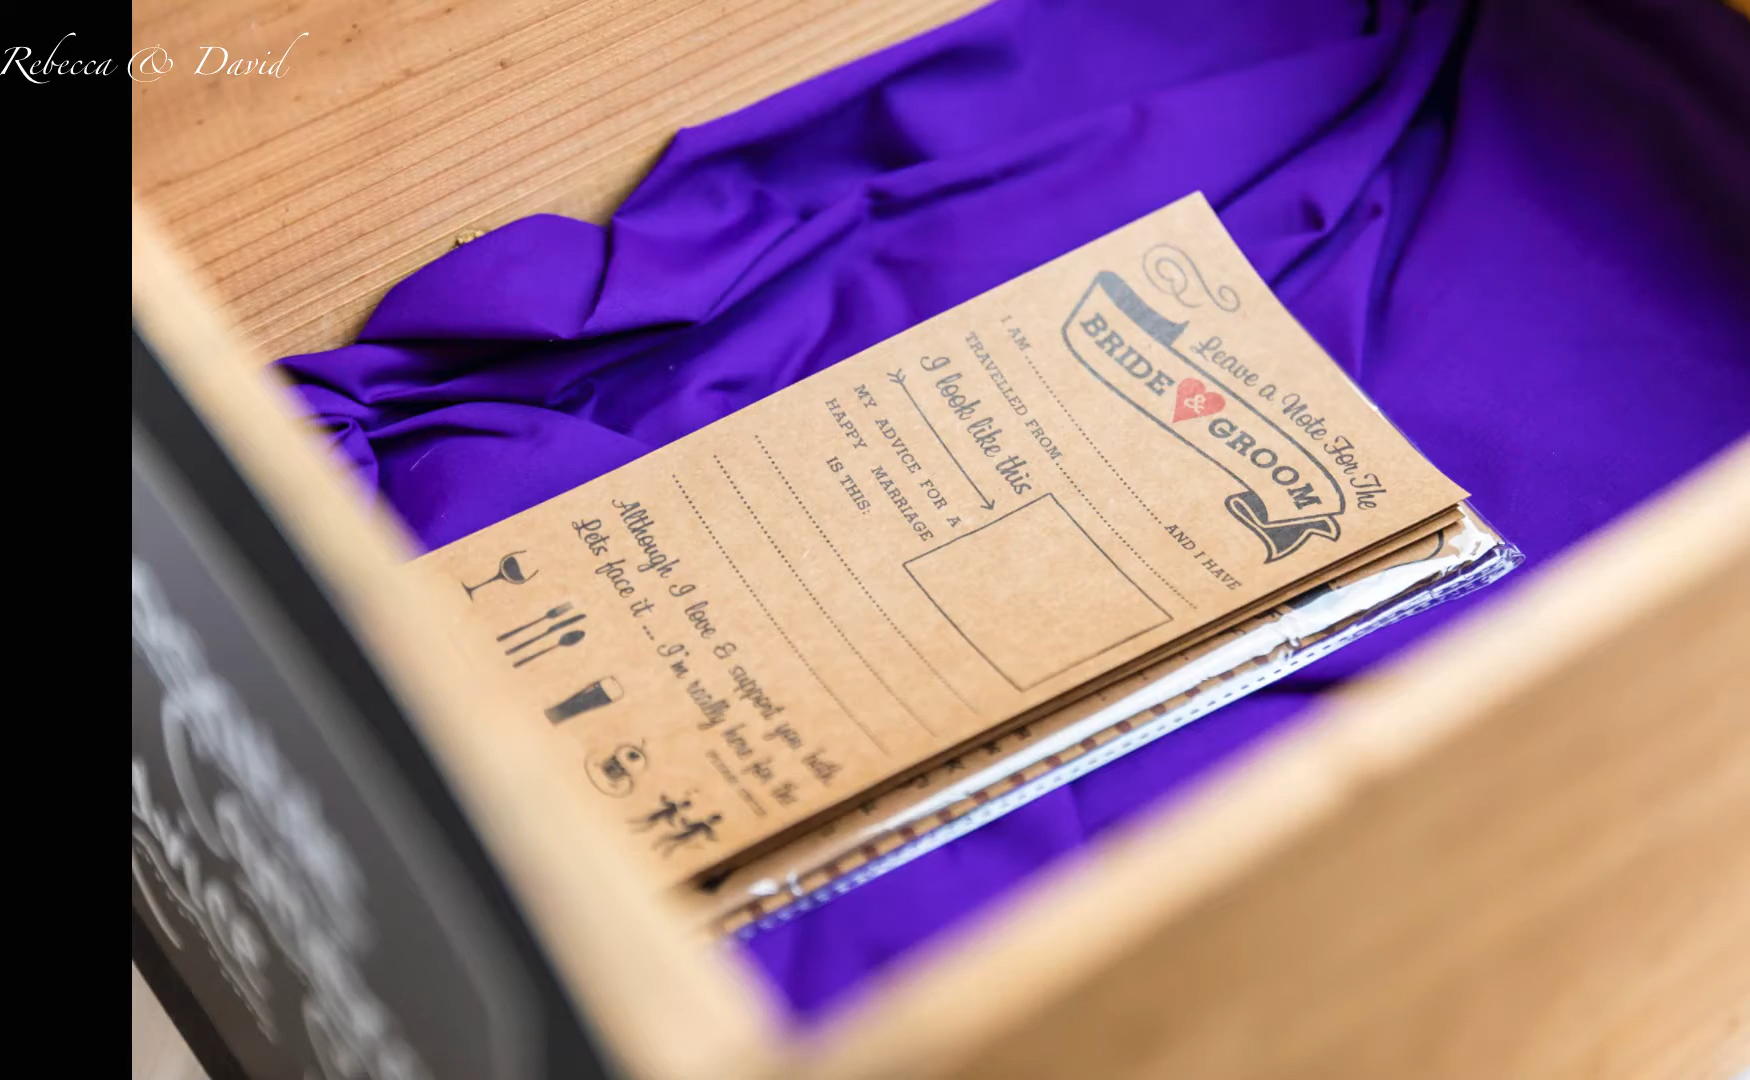 Rebecca & David
Leave a Note For The
BRIDE & GROOM
I AM
AND I HAVE
TRAVELLED FROM
I look like this
MY ADVICE FOR A
HAPPY MARRIAGE
IS THIS:
Although I love & support you both,
Lets face it ... I'm really here for the